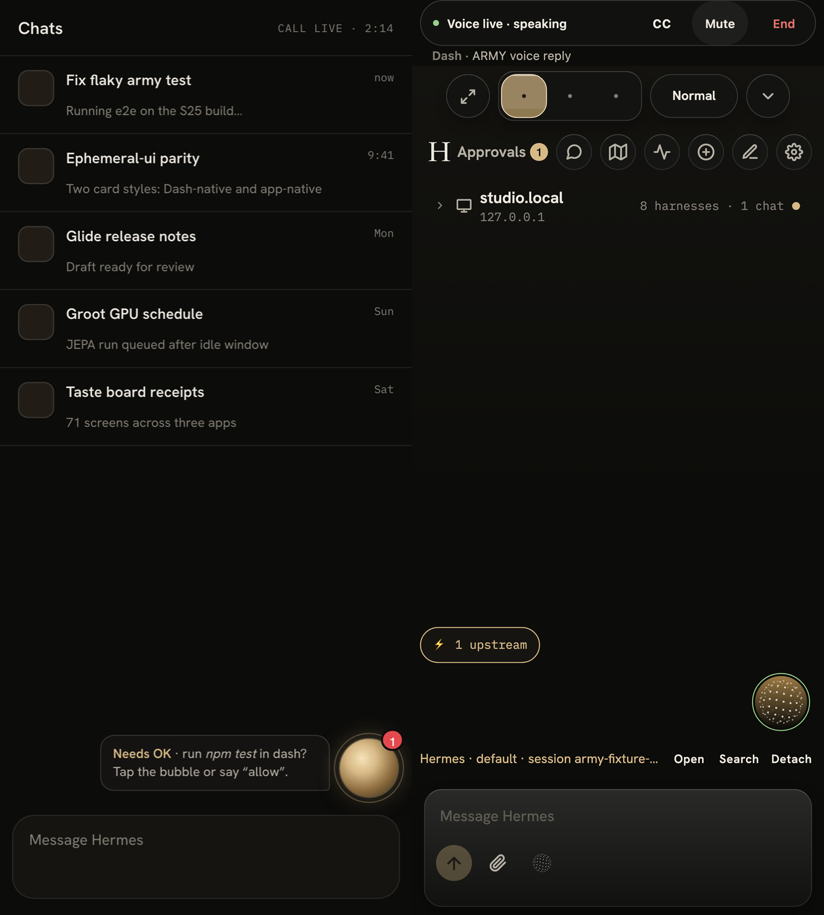 Chats
CALL LIVE · 2:14
Fix flaky army test
now
Running e2e on the S25 build...
Ephemeral-ui parity
9:41
Two card styles: Dash-native and app-native
Glide release notes
Mon
Draft ready for review
Groot GPU schedule
Sun
JEPA run queued after idle window
Taste board receipts
Sat
71 screens across three apps
Needs OK · run npm test in dash?
Tap the bubble or say “allow”.
1
Message Hermes
Voice live · speaking
CC
Mute
End
Dash · ARMY voice reply
Normal
H Approvals 1
studio.local
127.0.0.1
8 harnesses · 1 chat
⚡ 1 upstream
Hermes · default · session army-fixture-...
Open
Search
Detach
Message Hermes